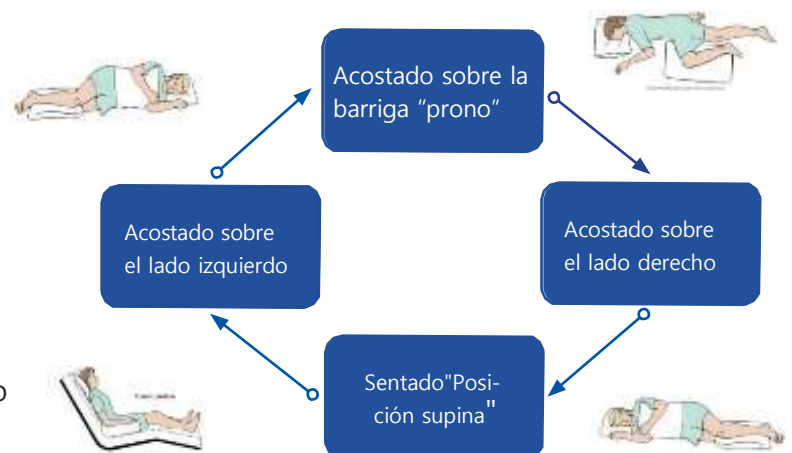 Acostado sobre la
barriga "prono"
Acostado sobre
el lado izquierdo
Acostado sobre
el lado derecho
Sentado"Posi-
ción supina"